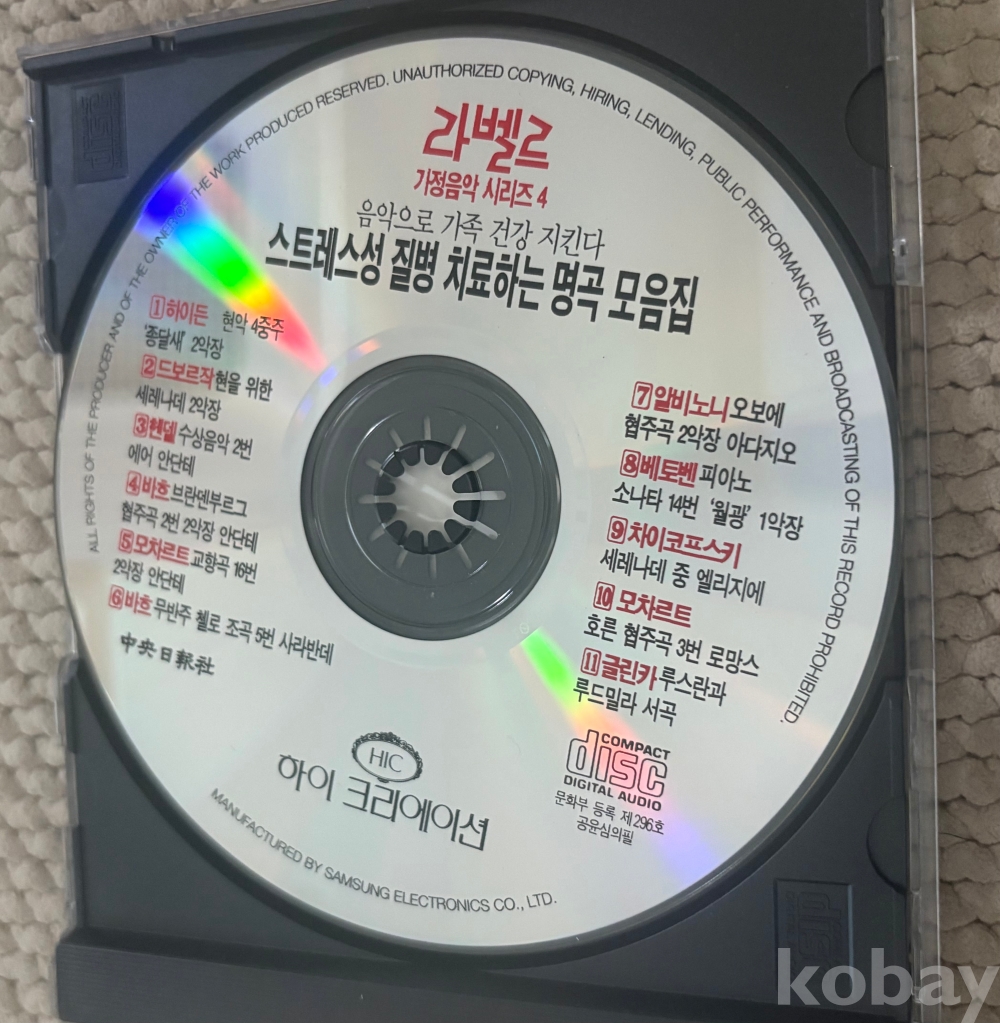 ALL RIGHTS OF THE PRODUCER AND OF THE OWNER OF THE WORK PRODUCED RESERVED. UNAUTHORIZED COPYING, HIRING, LENDING, PUBLIC PERFORMANCE AND BROADCASTING OF THIS RECORD PROHIBITED.
라벨르
가정음악 시리즈 4
음악으로 가족 건강 지킨다
스트레스성 질병 치료하는 명곡 모음집
1 하이든 현악 4중주
'종달새' 2악장
2 드보르작 현을 위한
세레나데 2악장
3 헨델 수상음악 2번
에어 안단테
4 바흐 브란덴부르그
협주곡 2번 2악장 안단테
5 모차르트 교향곡 16번
2악장 안단테
6 바흐 무반주 첼로 조곡 5번 사라반데
中央日報社
7 알비노니 오보에
협주곡 2악장 아다지오
8 베토벤 피아노
소나타 14번 '월광' 1악장
9 차이코프스키
세레나데 중 엘리지에
10 모차르트
호른 협주곡 3번 로망스
11 글린카 루스란과
루드밀라 서곡
HIC
하이 크리에이션
COMPACT
disc
DIGITAL AUDIO
문화부 등록 제296호
공윤심의필
MANUFACTURED BY SAMSUNG ELECTRONICS CO., LTD.
kobay